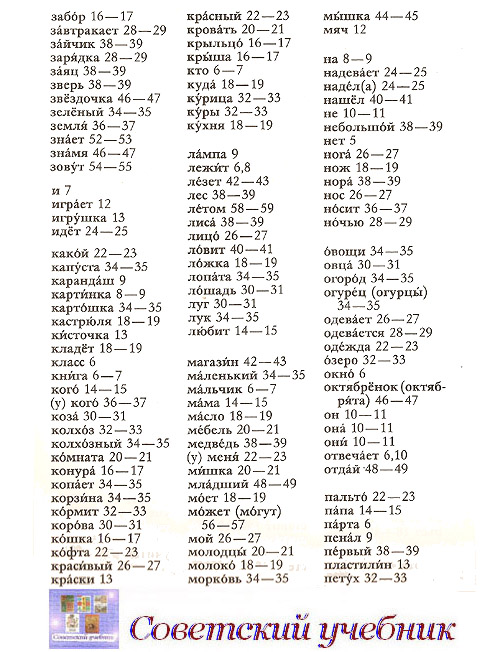 забо́р 16—17
за́втракает 28—29
за́йчик 38—39
заря́дка 28—29
за́яц 38—39
зверь 38—39
звёздочка 46—47
зелёный 34—35
земля́ 36—37
зна́ет 52—53
зна́мя 46—47
зову́т 54—55
и 7
игра́ет 12
игру́шка 13
идёт 24—25
како́й 22—23
капу́ста 34—35
каранда́ш 9
карти́нка 8—9
карто́шка 34—35
кастрю́ля 18—19
ки́сточка 13
кладёт 18—19
класс 6
кни́га 6—7
кого́ 14—15
(у) кого́ 36—37
коза́ 30—31
колхо́з 32—33
колхо́зный 34—35
ко́мната 20—21
конура́ 16—17
копа́ет 34—35
корзи́на 34—35
ко́рмит 32—33
коро́ва 30—31
ко́шка 16—17
ко́фта 22—23
краси́вый 26—27
кра́ски 13
кра́сный 22—23
крова́ть 20—21
крыльцо́ 16—17
кры́ша 16—17
кто 6—7
куда́ 18—19
ку́рица 32—33
ку́ры 32—33
ку́хня 18—19
ла́мпа 9
лежи́т 6,8
ле́зет 42—43
лес 38—39
ле́том 58—59
лиса́ 38—39
лицо́ 26—27
ло́вит 40—41
ло́жка 18—19
лопа́та 34—35
ло́шадь 30—31
луг 30—31
лук 34—35
лю́бит 14—15
магази́н 42—43
ма́ленький 34—35
ма́льчик 6—7
ма́ма 14—15
ма́сло 18—19
ме́бель 20—21
медве́дь 38—39
(у) меня́ 22—23
ми́шка 20—21
мла́дший 48—49
мо́ет 18—19
мо́жет (мо́гут)
56—57
мой 26—27
молодцы́ 20—21
молоко́ 18—19
морко́вь 34—35
мы́шка 44—45
мяч 12
на 8—9
надева́ет 24—25
наде́л(а) 24—25
нашёл 40—41
не 10—11
небольшо́й 38—39
нет 5
нога́ 26—27
нож 18—19
нора́ 38—39
нос 26—27
но́сит 36—37
но́чью 28—29
о́вощи 34—35
овца́ 30—31
огоро́д 34—35
огуре́ц (огурцы́)
34—35
одева́ет 26—27
одева́ется 28—29
оде́жда 22—23
о́зеро 32—33
окно́ 6
октябрёнок (октяб-
ря́та) 46—47
он 10—11
она́ 10—11
они́ 10—11
отвеча́ет 6,10
отда́й 48—49
пальто́ 22—23
па́па 14—15
па́рта 6
пена́л 9
пе́рвый 38—39
пластили́н 13
пету́х 32—33
Советский учебник
Советский учебник